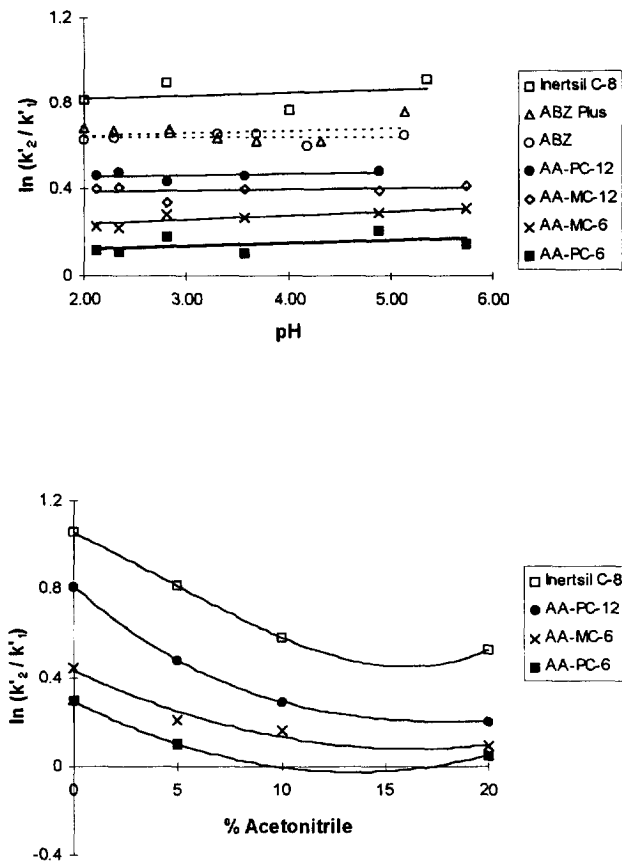 1.2
0.8
0.4
0
2.00 3.00 4.00 5.00 6.00
ln (k'2 / k'1)
pH
Inertsil C-8
ABZ Plus
ABZ
AA-PC-12
AA-MC-12
AA-MC-6
AA-PC-6
1.2
0.8
0.4
0
-0.4
0 5 10 15 20
ln (k'2 / k'1)
% Acetonitrile
Inertsil C-8
AA-PC-12
AA-MC-6
AA-PC-6